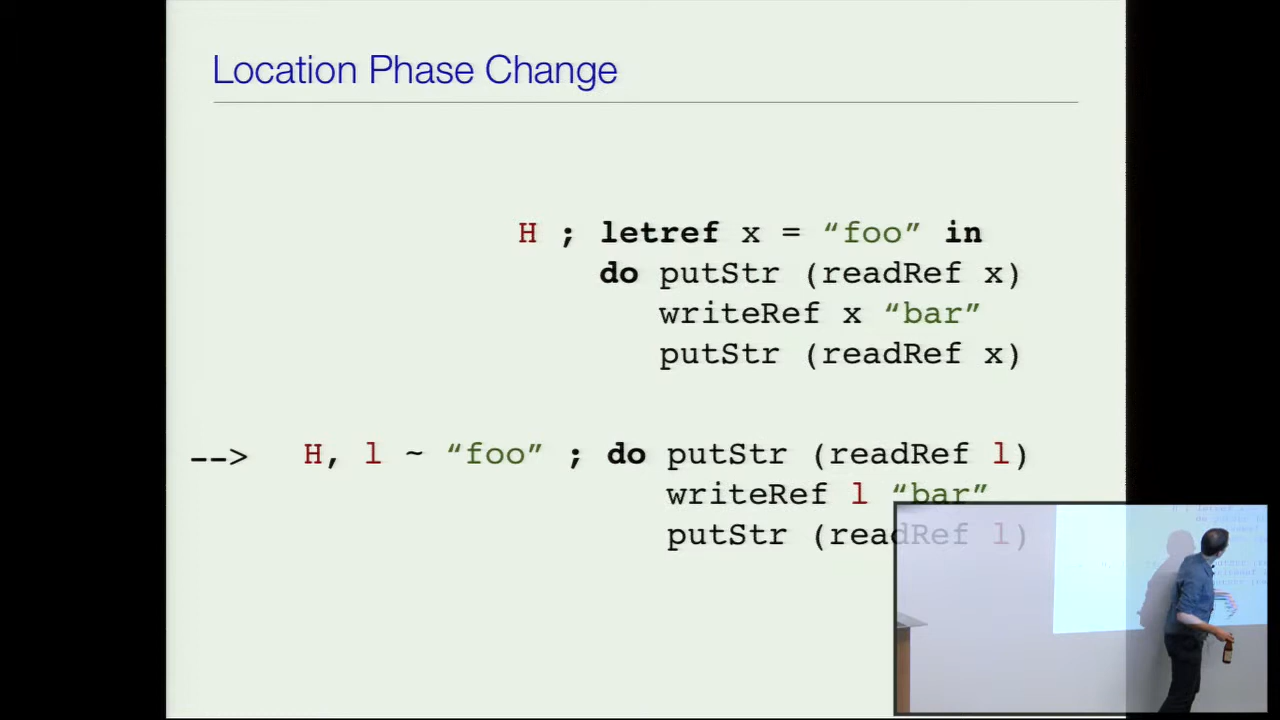 Location Phase Change
H ; letref x = “foo” in
do putStr (readRef x)
writeRef x “bar”
putStr (readRef x)
--> H, l ~ “foo” ; do putStr (readRef l)
writeRef l “bar”
putStr (readRef l)